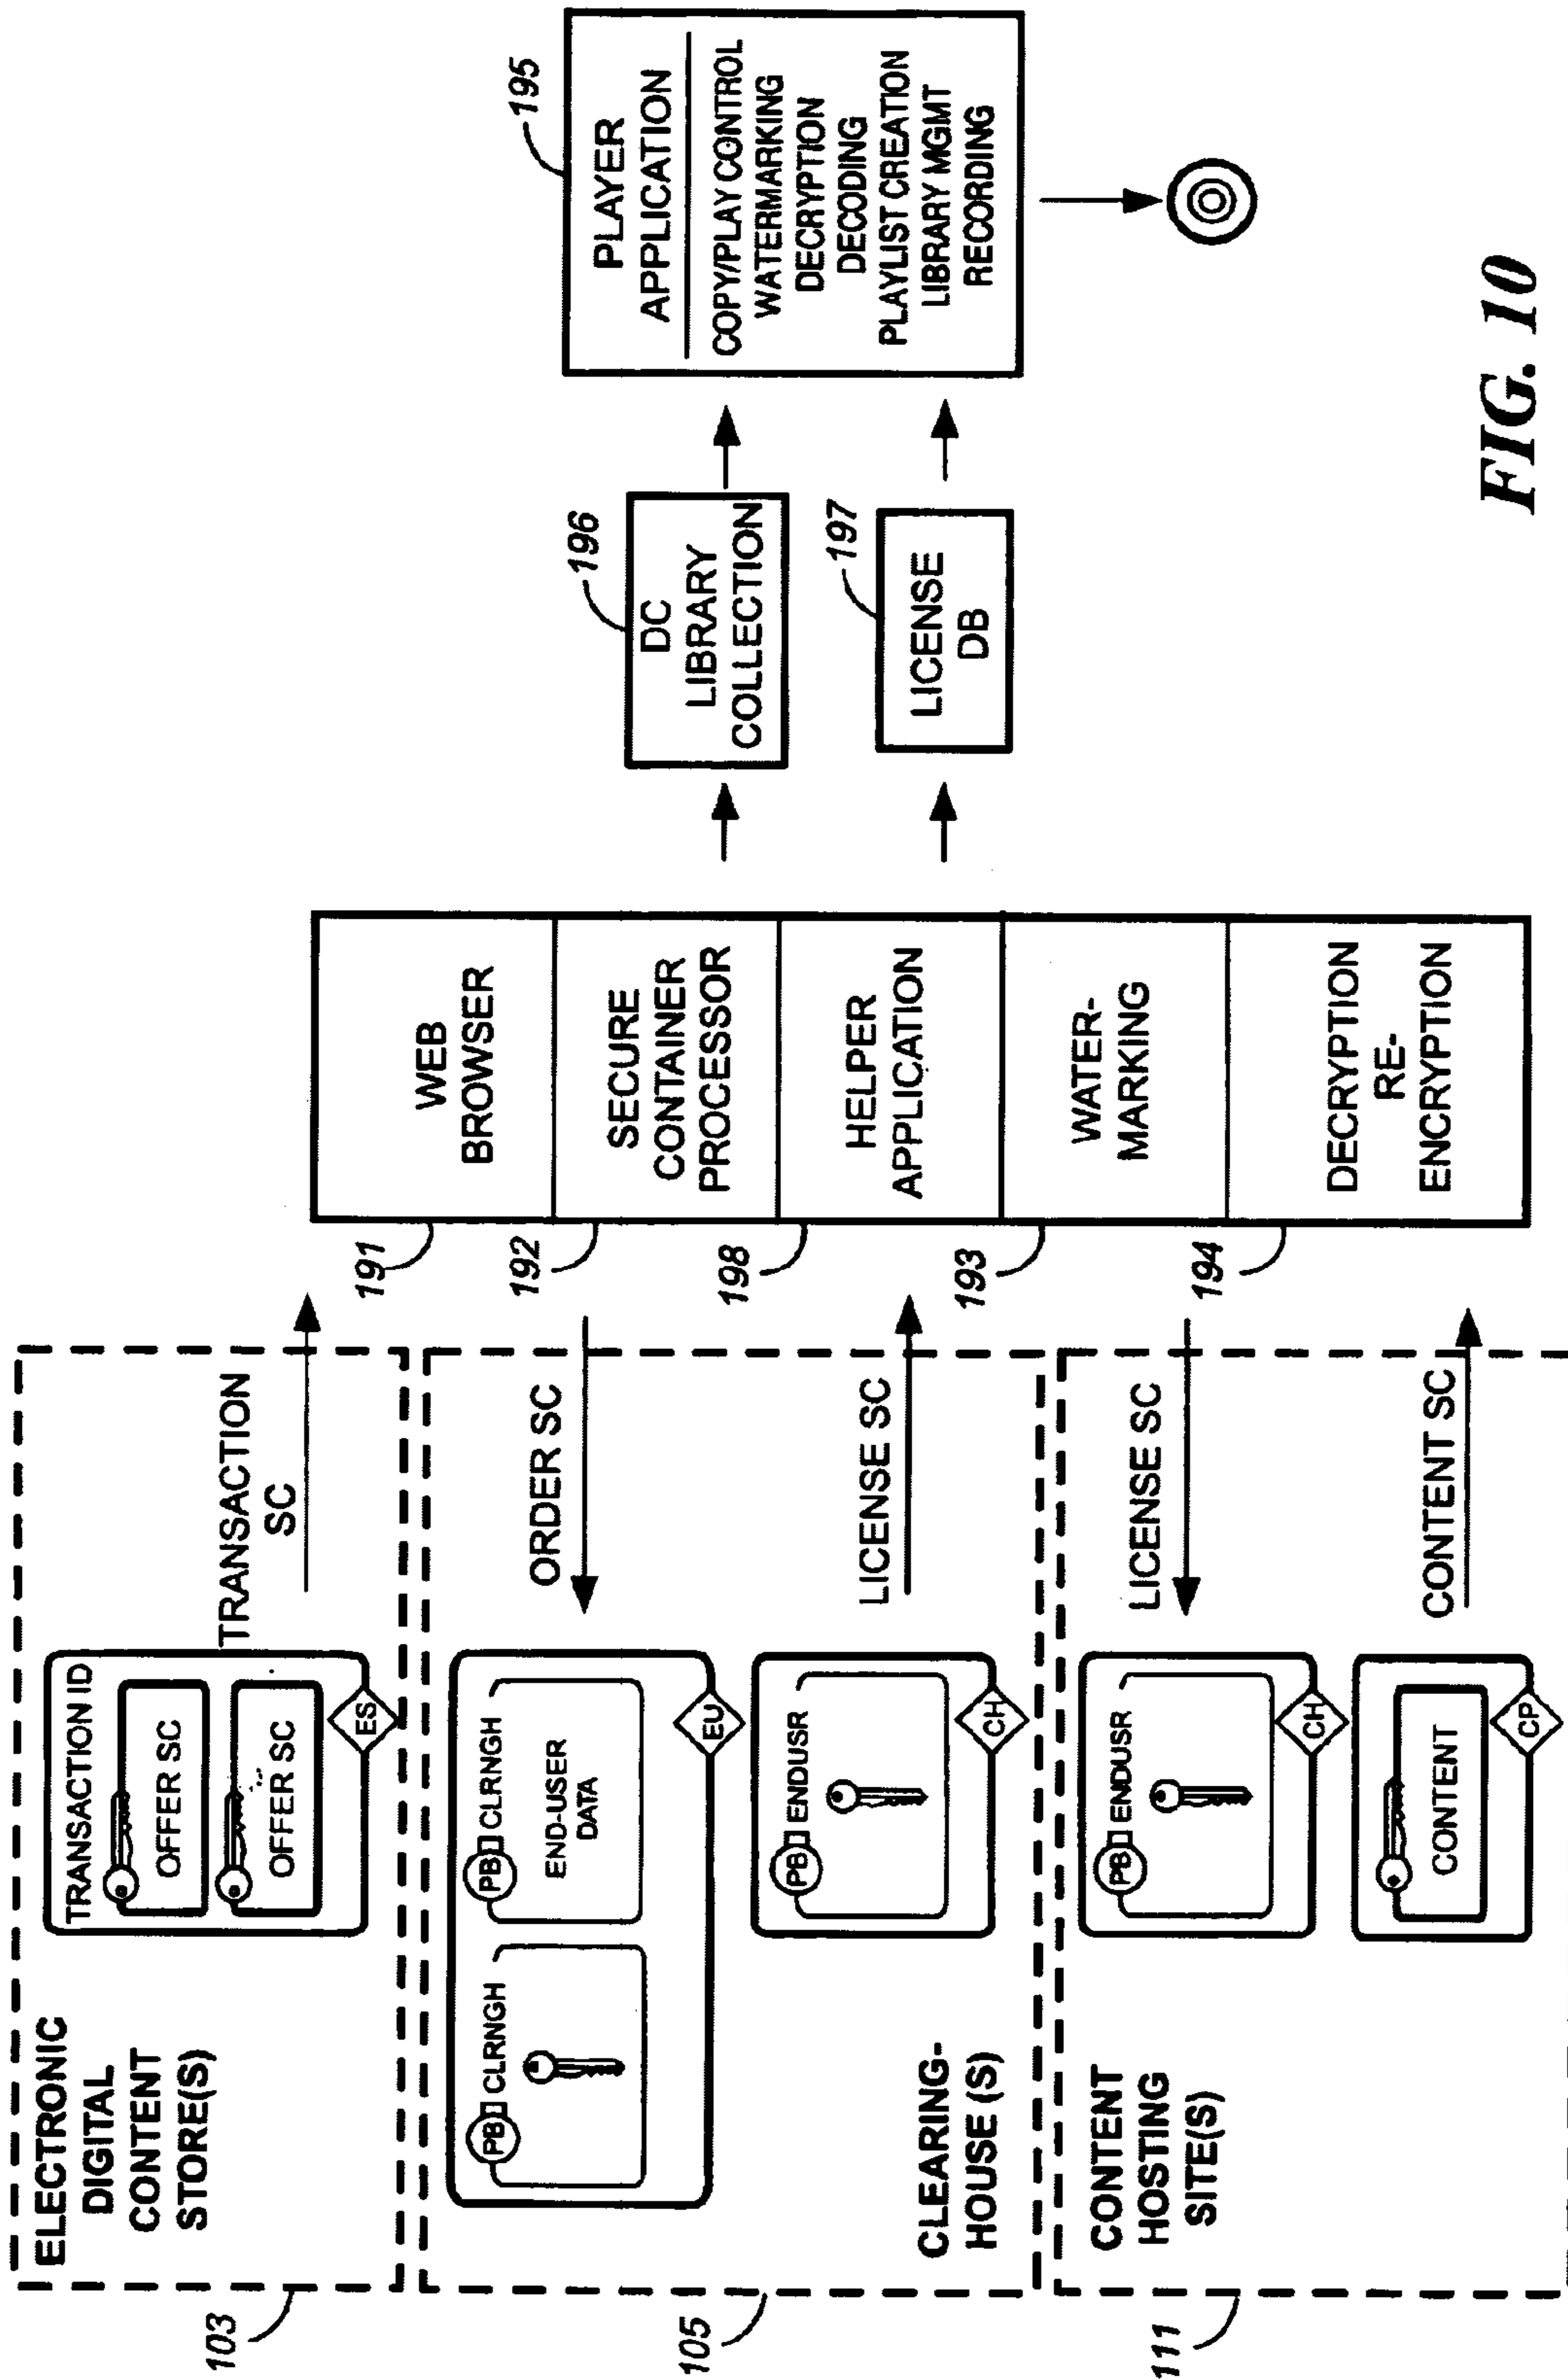 ELECTRONIC
DIGITAL
CONTENT
STORE(S)
103
TRANSACTION ID
OFFER SC
OFFER SC
ES
TRANSACTION
SC
CLEARING-
HOUSE (S)
105
PB CLRNGH
PB CLRNGH
END-USER
DATA
EU
ORDER SC
PB ENDUSR
CH
LICENSE SC
CONTENT
HOSTING
SITE(S)
111
PB ENDUSR
CH
LICENSE SC
CONTENT
CP
CONTENT SC
191
WEB
BROWSER
192
SECURE
CONTAINER
PROCESSOR
198
HELPER
APPLICATION
193
WATER-
MARKING
194
DECRYPTION
RE-
ENCRYPTION
196
DC
LIBRARY
COLLECTION
197
LICENSE
DB
195
PLAYER
APPLICATION
COPY/PLAY CONTROL
WATERMARKING
DECRYPTION
DECODING
PLAYLIST CREATION
LIBRARY MGMT
RECORDING
FIG. 10